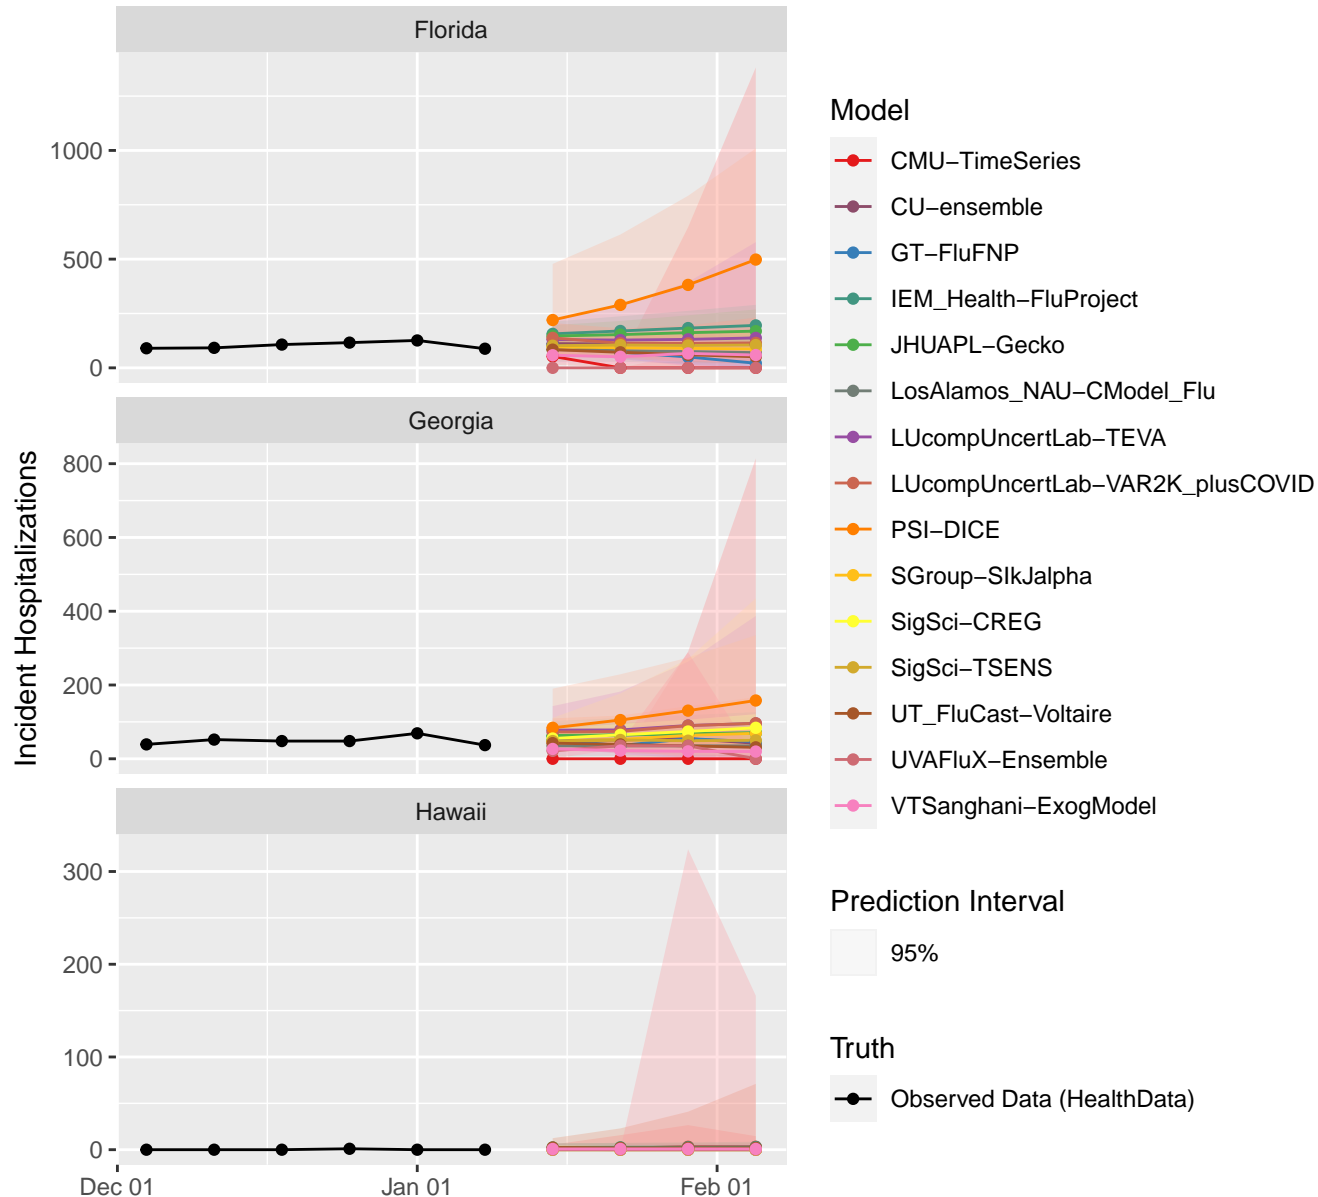 Florida
1000
500
0
Georgia
800
600
400
200
0
Hawaii
300
200
100
0
Dec 01
Jan 01
Feb 01
Incident Hospitalizations
Model
CMU−TimeSeries
CU−ensemble
GT−FluFNP
IEM_Health−FluProject
JHUAPL−Gecko
LosAlamos_NAU−CModel_Flu
LUcompUncertLab−TEVA
LUcompUncertLab−VAR2K_plusCOVID
PSI−DICE
SGroup−SIkJalpha
SigSci−CREG
SigSci−TSENS
UT_FluCast−Voltaire
UVAFluX−Ensemble
VTSanghani−ExogModel
Prediction Interval
95%
Truth
Observed Data (HealthData)